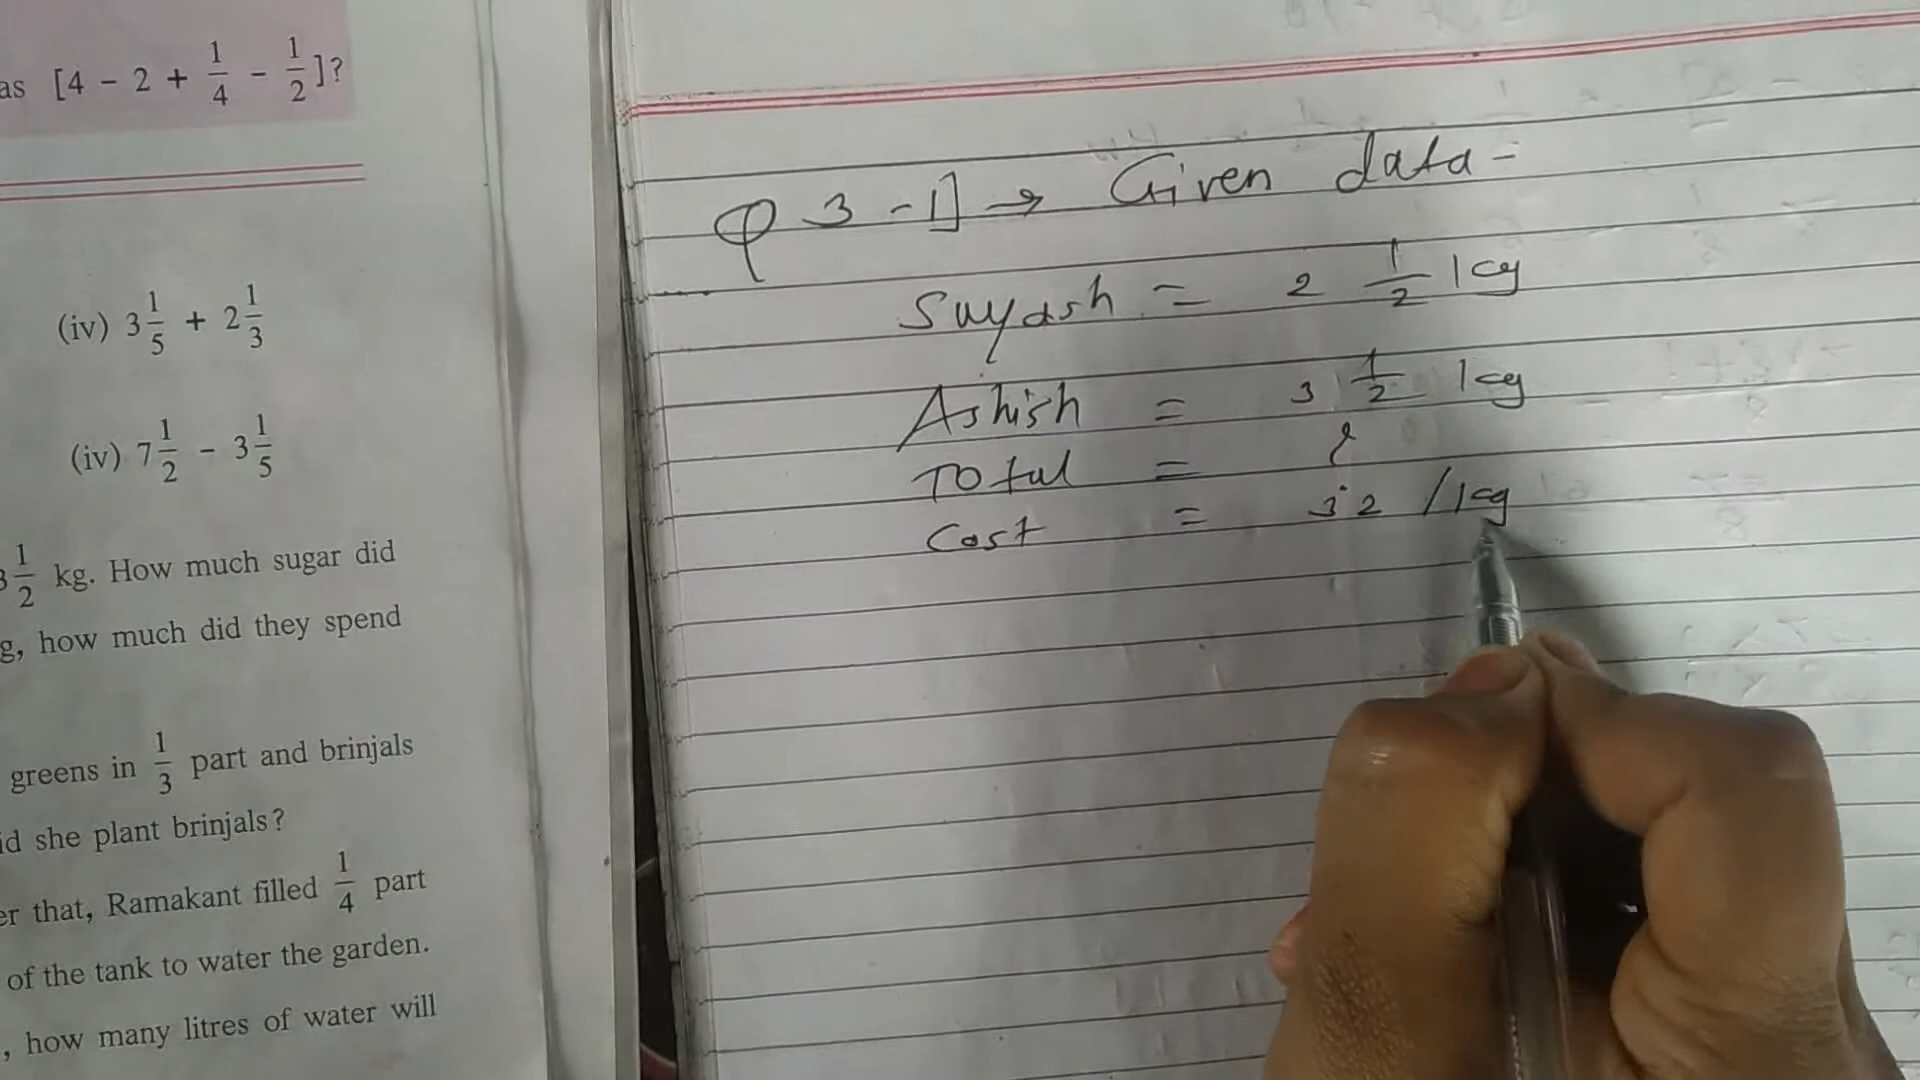 as [4 - 2 + 1/4 - 1/2]?
(iv) 3 1/5 + 2 1/3
(iv) 7 1/2 - 3 1/5
3 1/2 kg. How much sugar did
g, how much did they spend
greens in 1/3 part and brinjals
id she plant brinjals?
er that, Ramakant filled 1/4 part
of the tank to water the garden.
, how many litres of water will
Q 3 - 1] → Given data -
Suyash = 2 1/2 kg
Ashish = 3 1/2 kg
Total = ?
Cost = 32 /kg